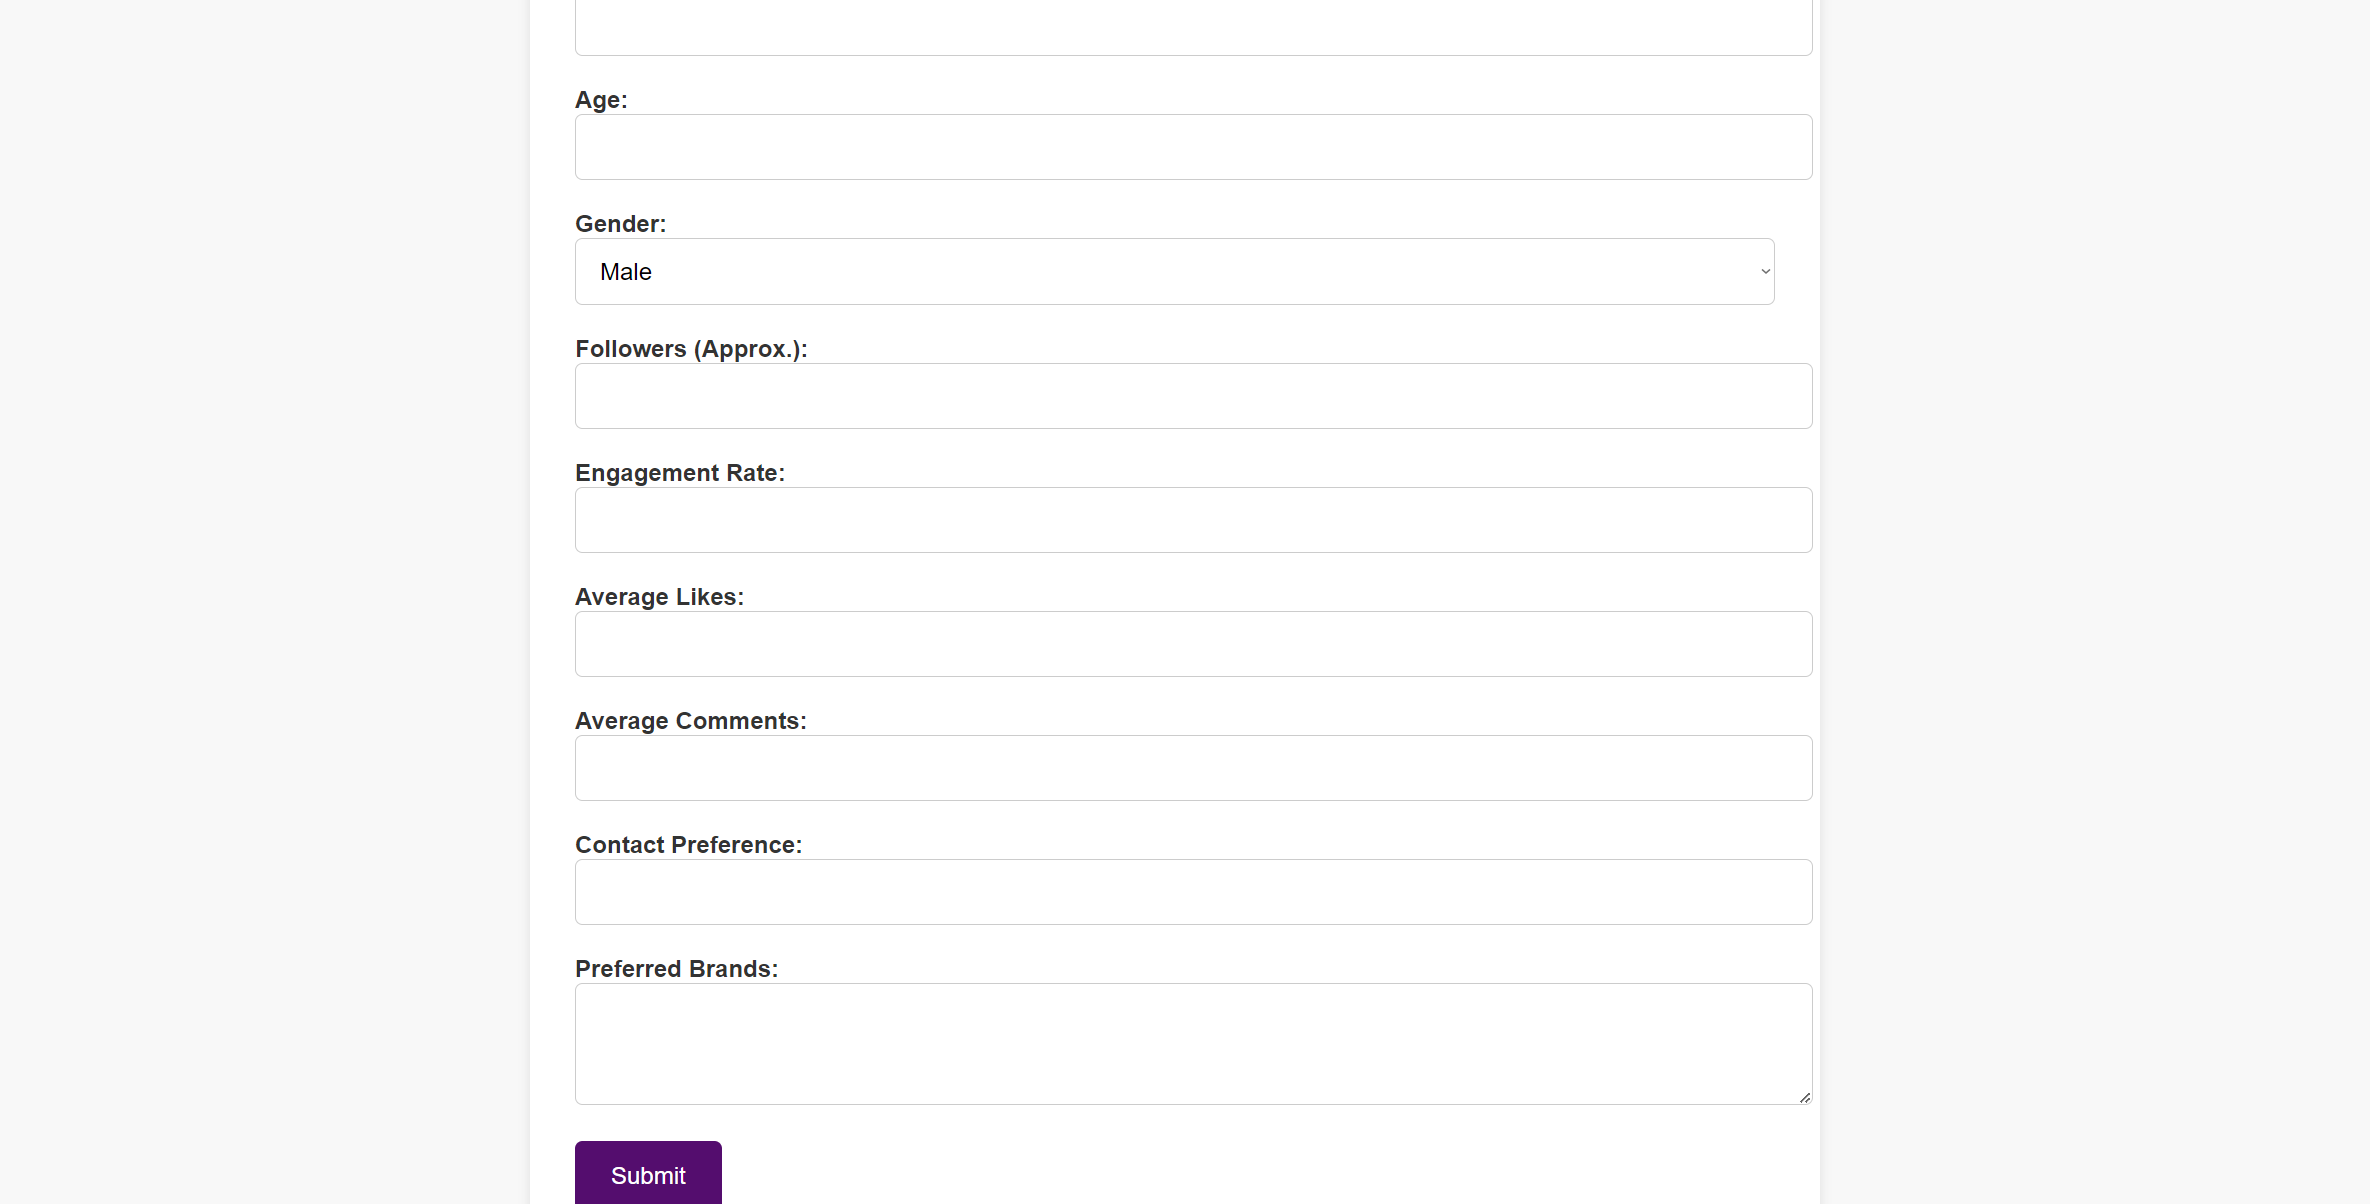 Age:
Gender:
Male
Followers (Approx.):
Engagement Rate:
Average Likes:
Average Comments:
Contact Preference:
Preferred Brands:
Submit